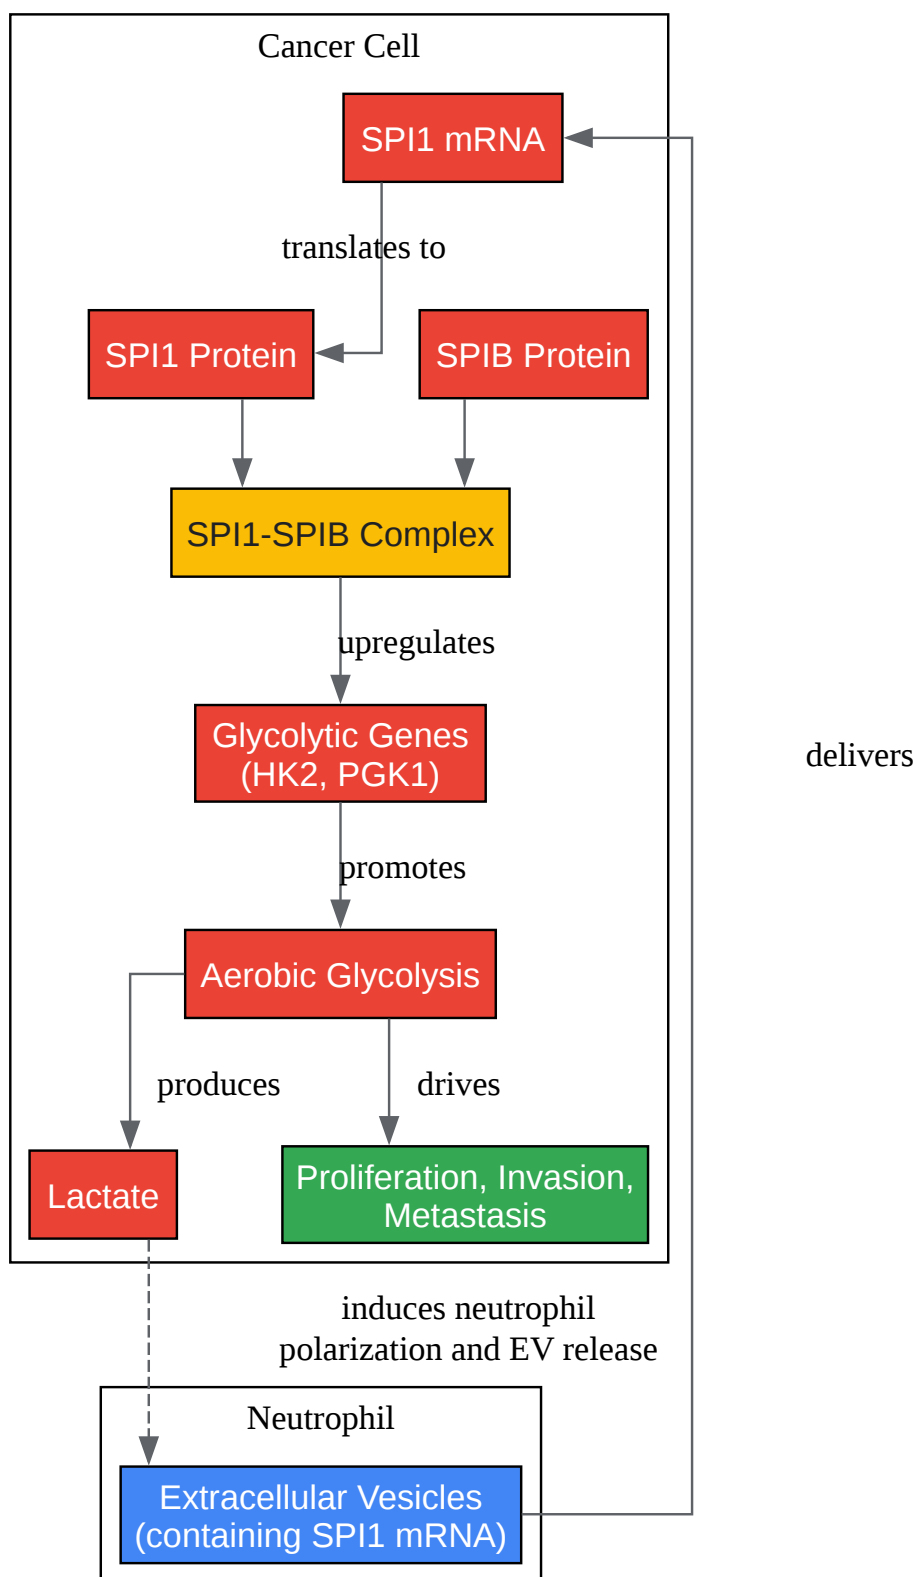 Cancer Cell
SPI1 mRNA
translates to
SPI1 Protein
SPIB Protein
SPI1-SPIB Complex
upregulates
Glycolytic Genes
(HK2, PGK1)
delivers
promotes
Aerobic Glycolysis
produces
drives
Lactate
Proliferation, Invasion,
Metastasis
induces neutrophil
polarization and EV release
Neutrophil
Extracellular Vesicles
(containing SPI1 mRNA)